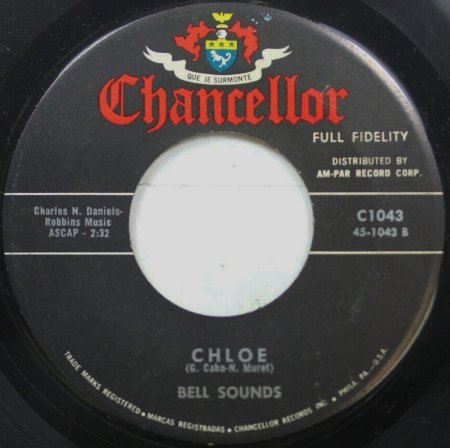 QUE JE SURMONTE
Chancellor
FULL FIDELITY
DISTRIBUTED BY
AM-PAR RECORD CORP.
Charles N. Daniels-
Robbins Music
ASCAP - 2:32
C1043
45-1043 B
CHLOE
(G. Cahn-N. Moret)
BELL SOUNDS
TRADE MARKS REGISTERED • MARCAS REGISTRADAS • CHANCELLOR RECORDS INC • PHILA. PA.-U.S.A.